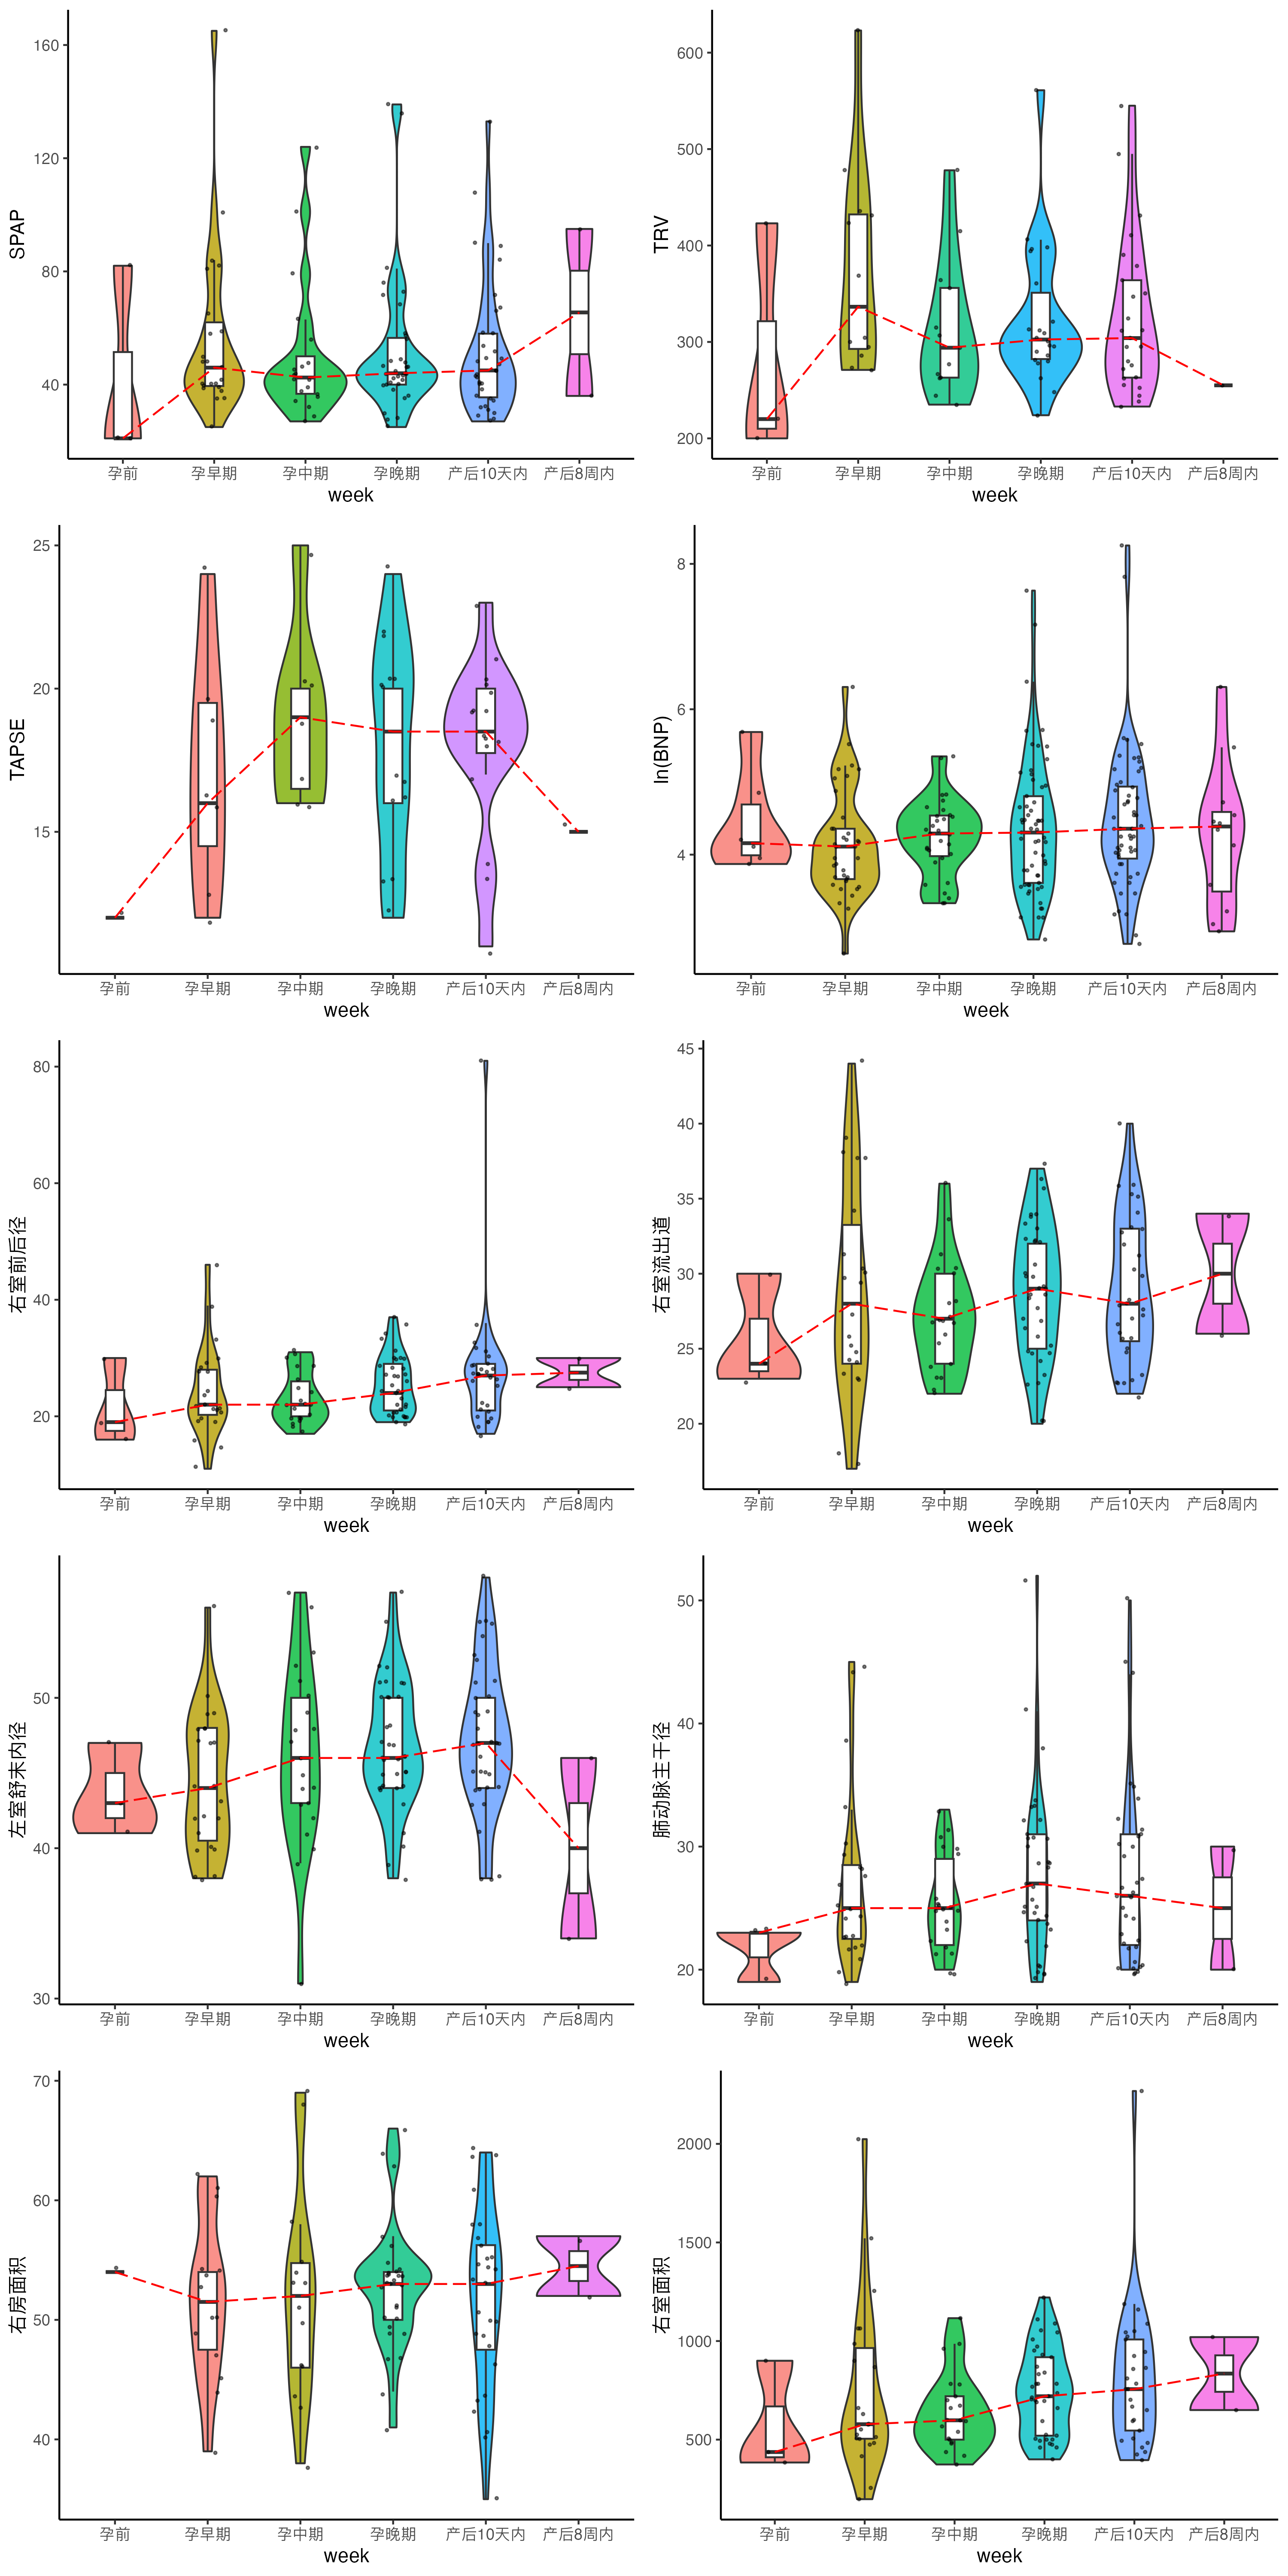 SPAP
160
120
80
40
孕前 孕早期 孕中期 孕晚期 产后10天内 产后8周内
week
TRV
600
500
400
300
200
孕前 孕早期 孕中期 孕晚期 产后10天内 产后8周内
week
TAPSE
25
20
15
孕前 孕早期 孕中期 孕晚期 产后10天内 产后8周内
week
ln(BNP)
8
6
4
孕前 孕早期 孕中期 孕晚期 产后10天内 产后8周内
week
右室前后径
80
60
40
20
孕前 孕早期 孕中期 孕晚期 产后10天内 产后8周内
week
右室流出道
45
40
35
30
25
20
孕前 孕早期 孕中期 孕晚期 产后10天内 产后8周内
week
左室舒末内径
50
40
30
孕前 孕早期 孕中期 孕晚期 产后10天内 产后8周内
week
肺动脉主干径
50
40
30
20
孕前 孕早期 孕中期 孕晚期 产后10天内 产后8周内
week
右房面积
70
60
50
40
孕前 孕早期 孕中期 孕晚期 产后10天内 产后8周内
week
右室面积
2000
1500
1000
500
孕前 孕早期 孕中期 孕晚期 产后10天内 产后8周内
week